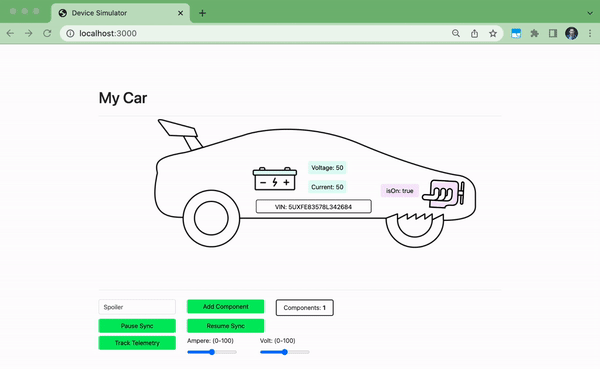 Device Simulator
localhost:3000
My Car
Voltage: 50
Current: 50
isOn: true
VIN: 5UXFE83578L342684
Spoiler
Add Component
Components: 1
Pause Sync
Resume Sync
Track Telemetry
Ampere: (0-100)
Volt: (0-100)